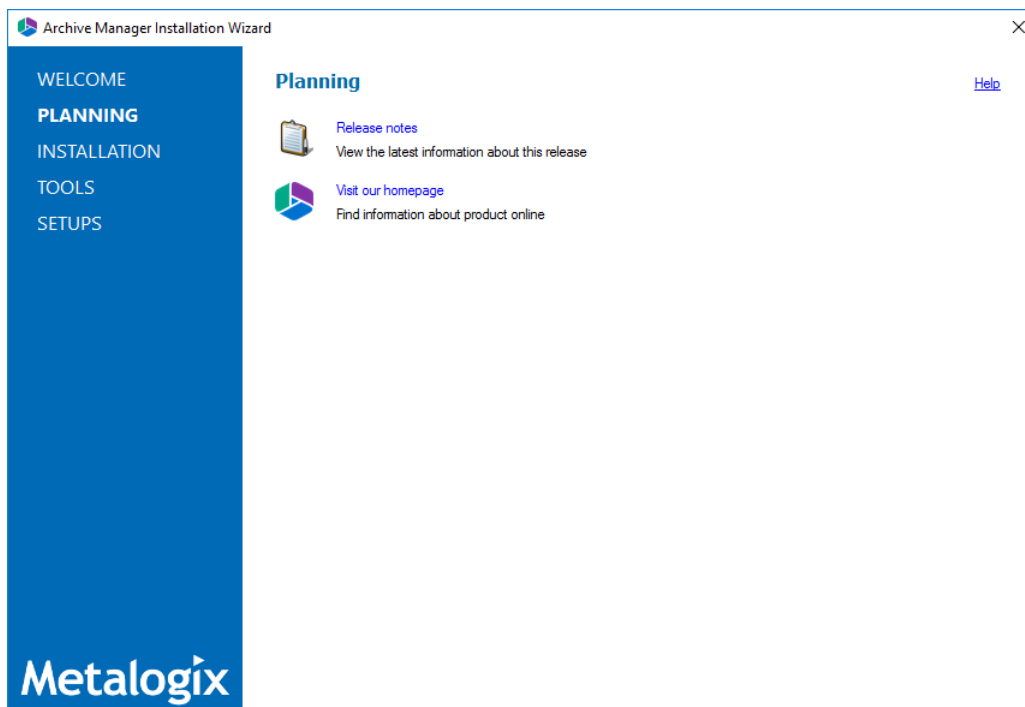 Archive Manager Installation Wizard
WELCOME
PLANNING
INSTALLATION
TOOLS
SETUPS
Metalogix
Planning
Help
Release notes
View the latest information about this release
Visit our homepage
Find information about product online